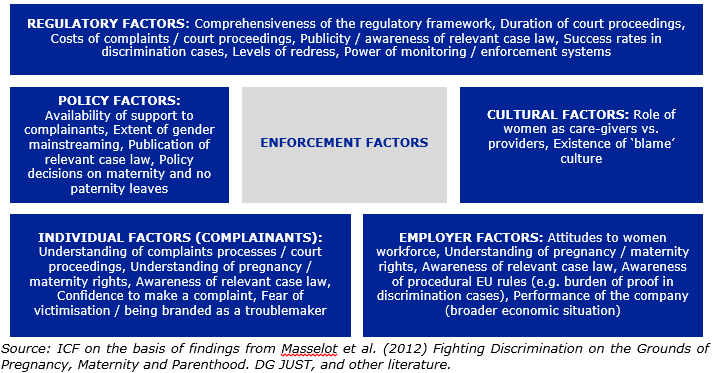 REGULATORY FACTORS: Comprehensiveness of the regulatory framework, Duration of court proceedings,
Costs of complaints / court proceedings, Publicity / awareness of relevant case law, Success rates in
discrimination cases, Levels of redress, Power of monitoring / enforcement systems
POLICY FACTORS:
Availability of support to
complainants, Extent of gender
mainstreaming, Publication of
relevant case law, Policy
decisions on maternity and no
paternity leaves
ENFORCEMENT FACTORS
CULTURAL FACTORS: Role of
women as care-givers vs.
providers, Existence of ‘blame’
culture
INDIVIDUAL FACTORS (COMPLAINANTS):
Understanding of complaints processes / court
proceedings, Understanding of pregnancy /
maternity rights, Awareness of relevant case law,
Confidence to make a complaint, Fear of
victimisation / being branded as a troublemaker
EMPLOYER FACTORS: Attitudes to women
workforce, Understanding of pregnancy / maternity
rights, Awareness of relevant case law, Awareness
of procedural EU rules (e.g. burden of proof in
discrimination cases), Performance of the company
(broader economic situation)
Source: ICF on the basis of findings from Masselot et al. (2012) Fighting Discrimination on the Grounds of
Pregnancy, Maternity and Parenthood. DG JUST, and other literature.